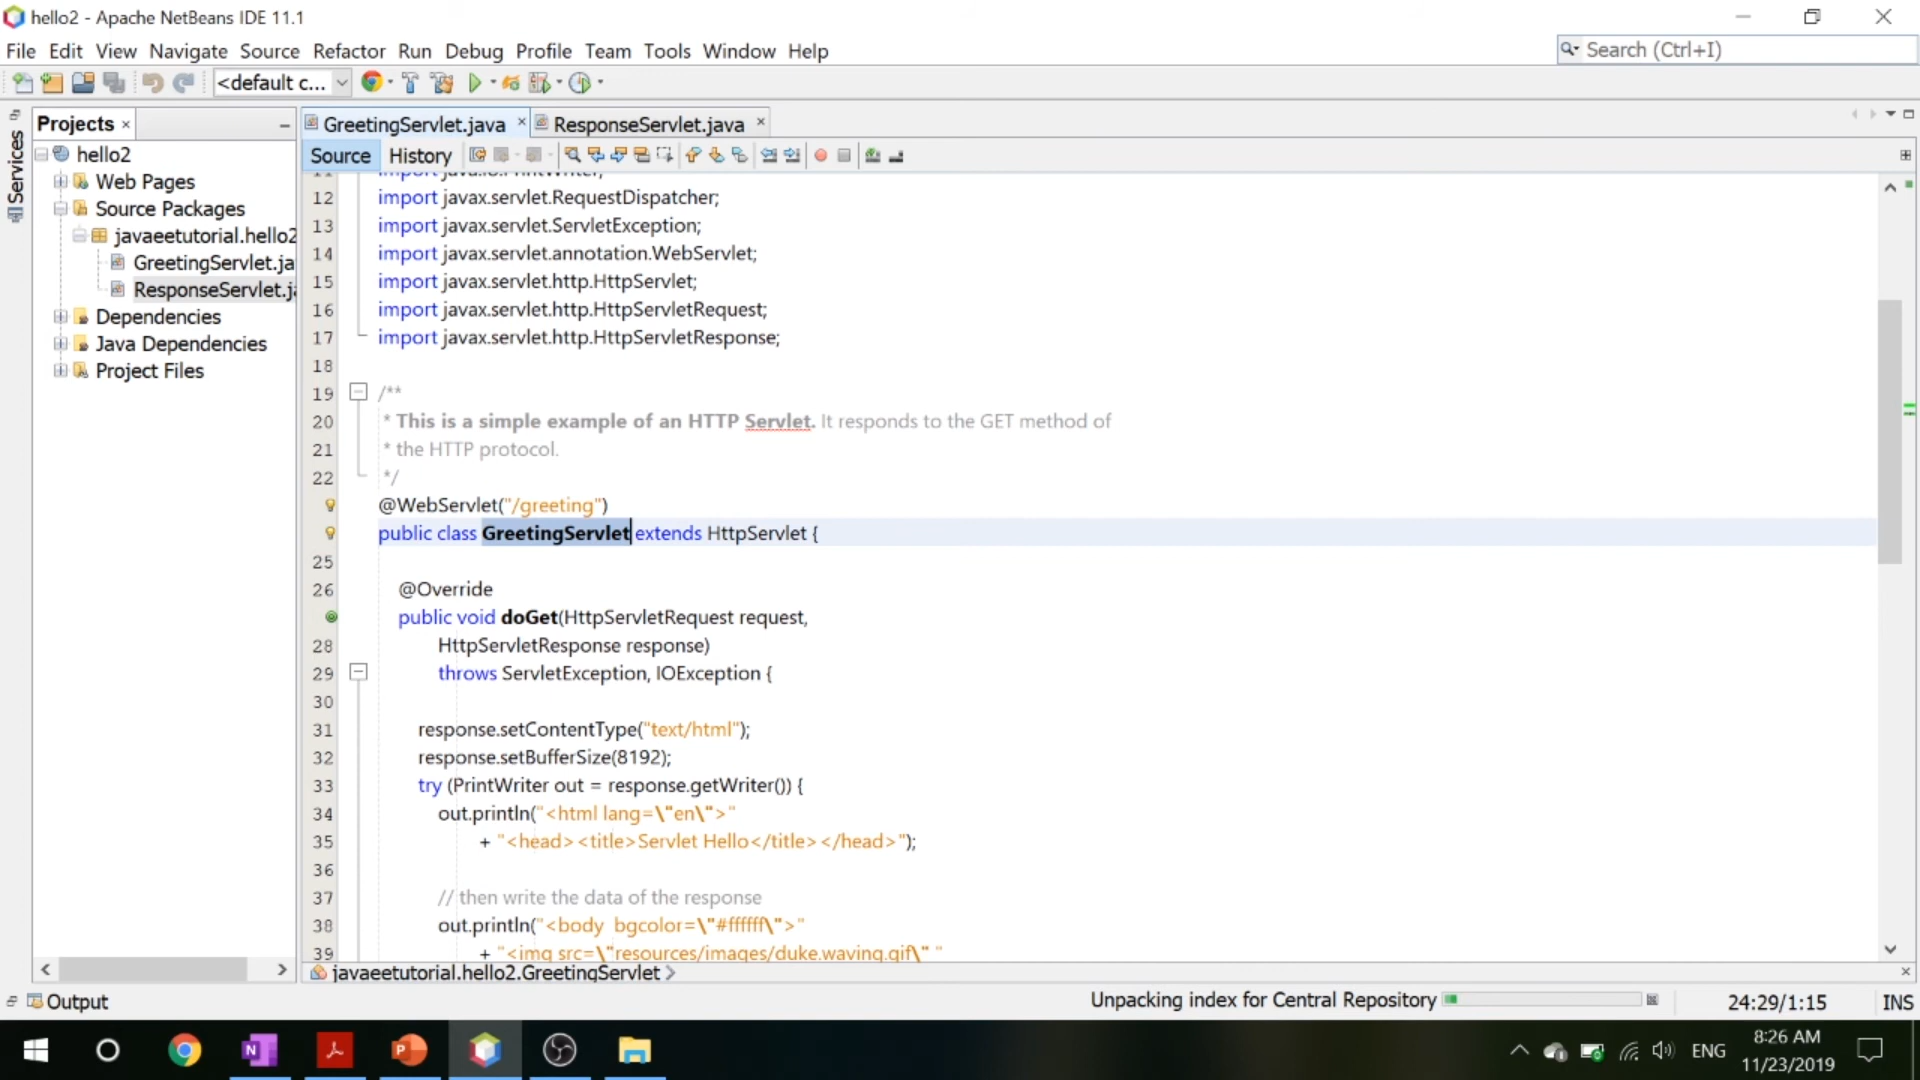 hello2 - Apache NetBeans IDE 11.1
File Edit View Navigate Source Refactor Run Debug Profile Team Tools Window Help
Search (Ctrl+I)
<default c...
Services
Projects
hello2
Web Pages
Source Packages
javaeetutorial.hello2
GreetingServlet.ja
ResponseServlet.j
Dependencies
Java Dependencies
Project Files
GreetingServlet.java
ResponseServlet.java
Source History
11 import java.io.PrintWriter;
12 import javax.servlet.RequestDispatcher;
13 import javax.servlet.ServletException;
14 import javax.servlet.annotation.WebServlet;
15 import javax.servlet.http.HttpServlet;
16 import javax.servlet.http.HttpServletRequest;
17 import javax.servlet.http.HttpServletResponse;
18
19 /**
20 * This is a simple example of an HTTP Servlet. It responds to the GET method of
21 * the HTTP protocol.
22 */
@WebServlet("/greeting")
public class GreetingServlet extends HttpServlet {
25
26 @Override
public void doGet(HttpServletRequest request,
28 HttpServletResponse response)
29 throws ServletException, IOException {
30
31 response.setContentType("text/html");
32 response.setBufferSize(8192);
33 try (PrintWriter out = response.getWriter()) {
34 out.println("<html lang=\"en\">"
35 + "<head><title>Servlet Hello</title></head>");
36
37 // then write the data of the response
38 out.println("<body  bgcolor=\"#ffffff\">"
39 + "<img src=\"resources/images/duke.waving.gif\" "
javaeetutorial.hello2.GreetingServlet
Output
Unpacking index for Central Repository
24:29/1:15
INS
ENG
8:26 AM
11/23/2019